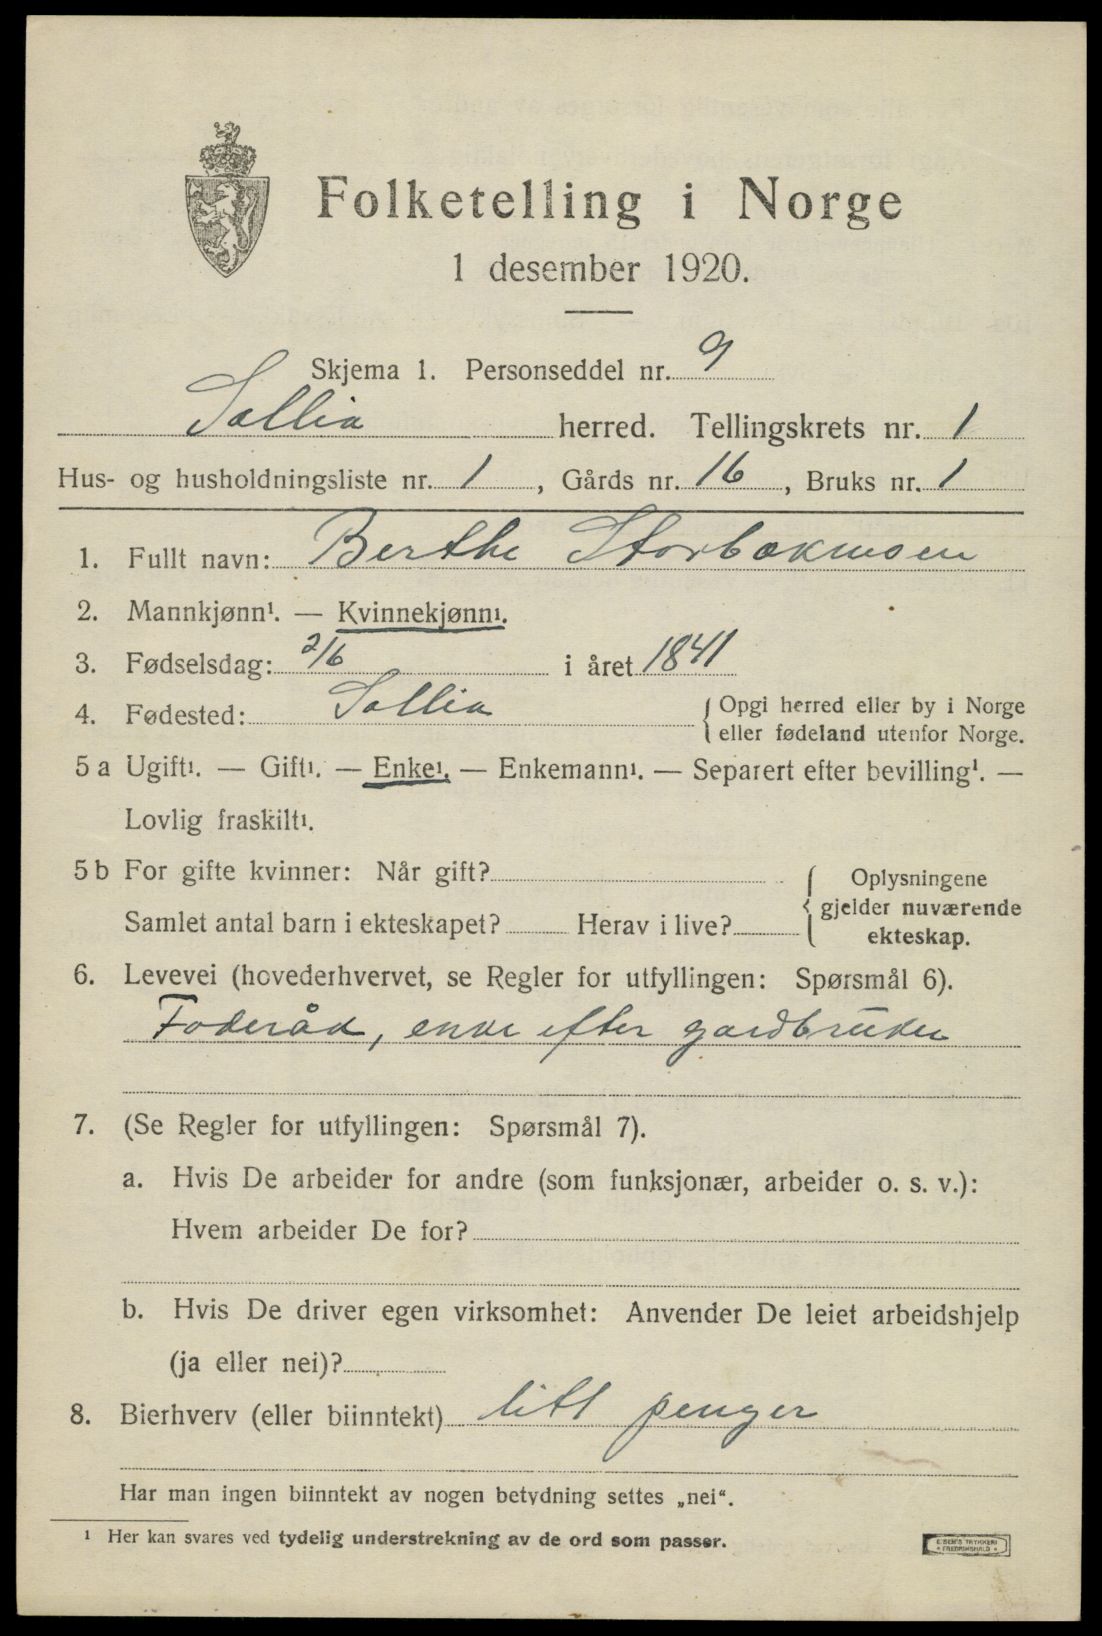 Folketelling i Norge
1 desember 1920.
Skjema 1. Personseddel nr. 9
Sollia herred. Tellingskrets nr. 1
Hus- og husholdningsliste nr. 1, Gårds nr. 16, Bruks nr. 1
1. Fullt navn: Berthe
2. Mannkjønn¹. — Kvinnekjønn¹.
3. Fødselsdag: 2/6 i året 1841
4. Fødested: Sollia { Opgi herred eller by i Norge
eller fødeland utenfor Norge.
5 a Ugift¹. — Gift¹. — Enke¹. — Enkemann¹. — Separert efter bevilling¹. —
Lovlig fraskilt¹.
5 b For gifte kvinner: Når gift? { Oplysningene
gjelder nuværende
ekteskap.
Samlet antal barn i ekteskapet? Herav i live?
6. Levevei (hovederhvervet, se Regler for utfyllingen: Spørsmål 6).
Foderåd, enke efter gardbruker
7. (Se Regler for utfyllingen: Spørsmål 7).
a. Hvis De arbeider for andre (som funksjonær, arbeider o. s. v.):
Hvem arbeider De for?
b. Hvis De driver egen virksomhet: Anvender De leiet arbeidshjelp
(ja eller nei)?
8. Bierhverv (eller biinntekt) litt penger
Har man ingen biinntekt av nogen betydning settes „nei“.
¹ Her kan svares ved tydelig understrekning av de ord som passer.
TRYKKERI
FREDRIKSHALD